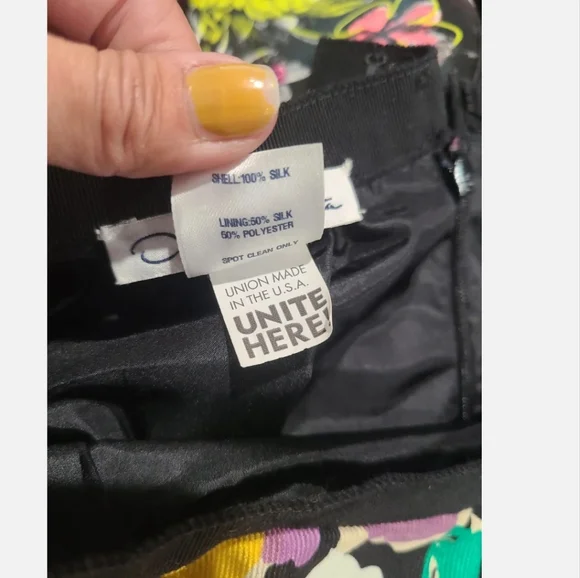 SHELL:100% SILK
LINING:50% SILK
50% POLYESTER
SPOT CLEAN ONLY
UNION MADE
IN THE U.S.A.
UNITE
HERE!